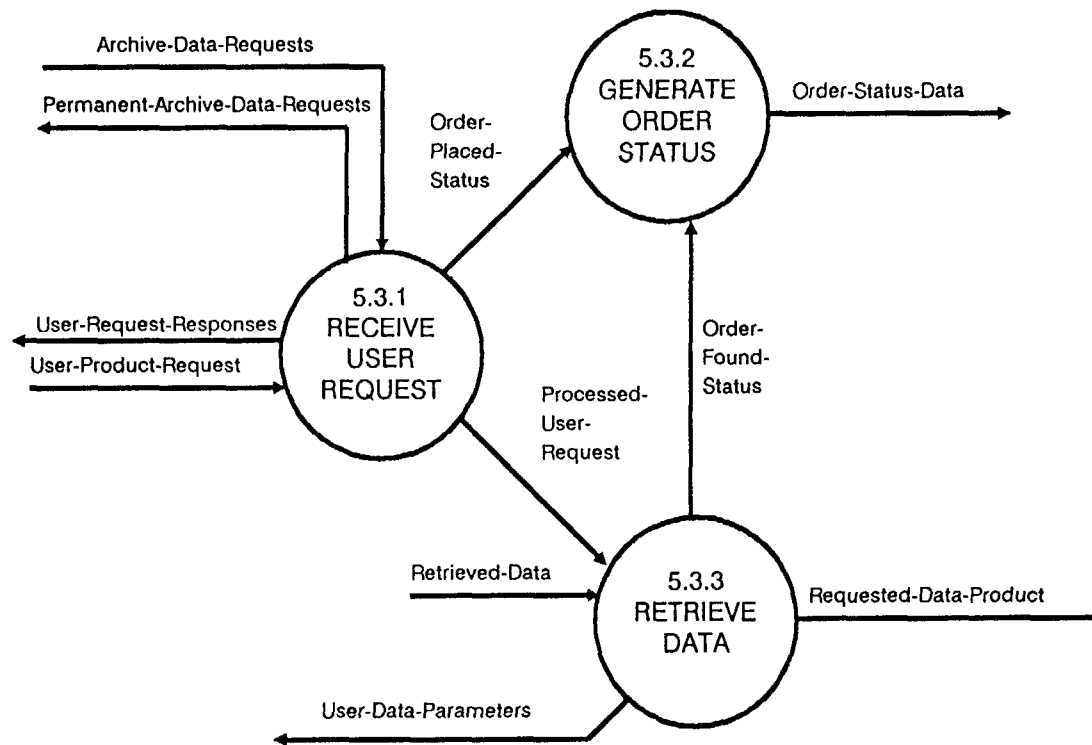 Archive-Data-Requests
Permanent-Archive-Data-Requests
Order-
Placed-
Status
5.3.2
GENERATE
ORDER
STATUS
Order-Status-Data
User-Request-Responses
User-Product-Request
5.3.1
RECEIVE
USER
REQUEST
Order-
Found-
Status
Processed-
User-
Request
Retrieved-Data
5.3.3
RETRIEVE
DATA
Requested-Data-Product
User-Data-Parameters